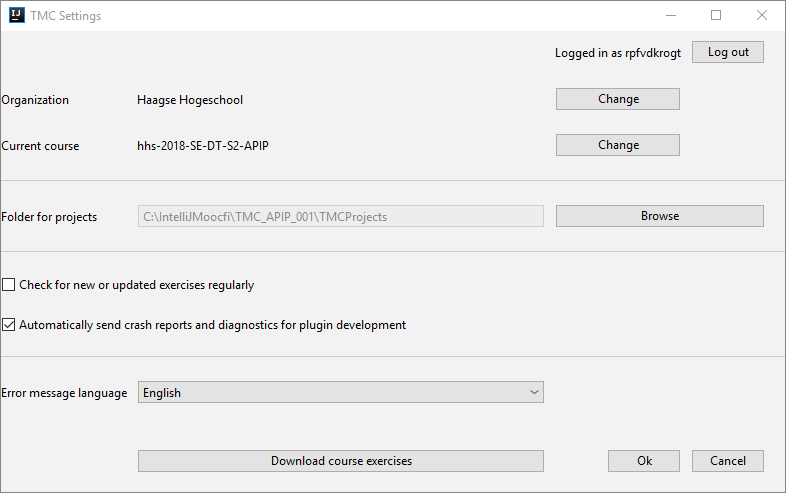 IJ TMC Settings
Logged in as rpfvdkrogt Log out
Organization Haagse Hogeschool Change
Current course hhs-2018-SE-DT-S2-APIP Change
Folder for projects C:\IntelliJMoocfi\TMC_APIP_001\TMCProjects Browse
Check for new or updated exercises regularly
Automatically send crash reports and diagnostics for plugin development
Error message language English
Download course exercises Ok Cancel